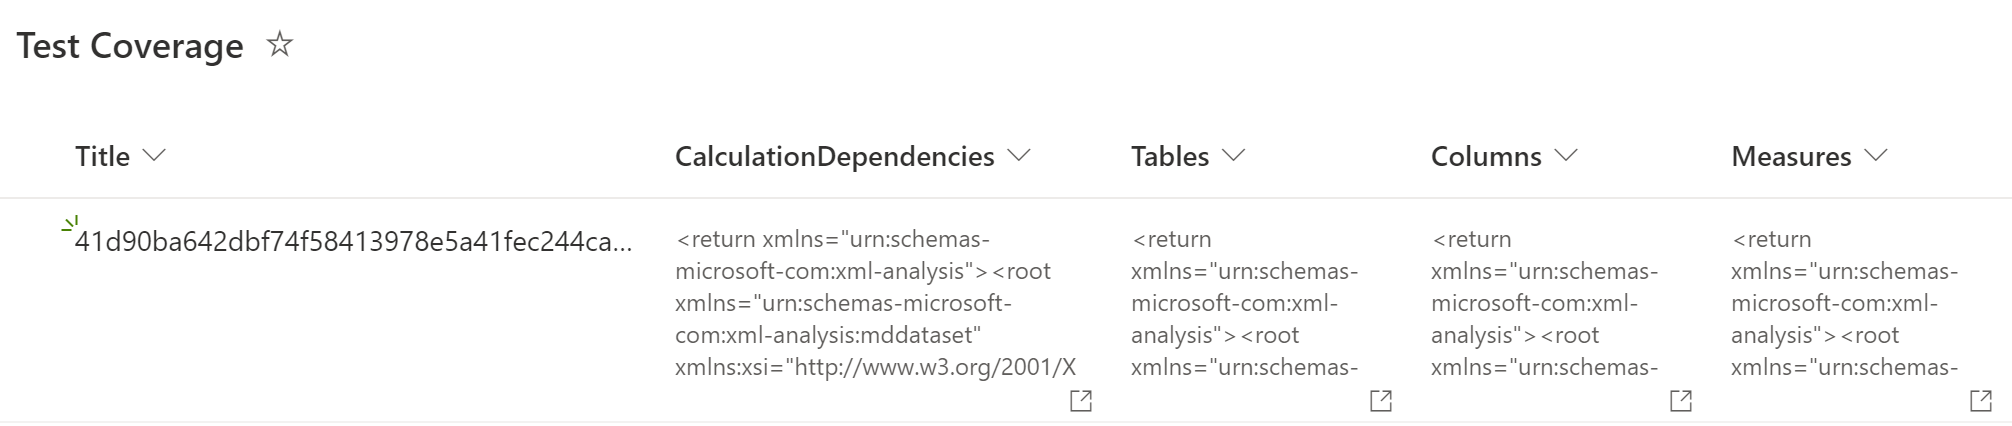 Test Coverage
Title
CalculationDependencies
Tables
Columns
Measures
41d90ba642dbf74f58413978e5a41fec244ca...
<return xmlns="urn:schemas-
microsoft-com:xml-analysis"><root
xmlns="urn:schemas-microsoft-
com:xml-analysis:mddataset"
xmlns:xsi="http://www.w3.org/2001/X
<return
xmlns="urn:schemas-
microsoft-com:xml-
analysis"><root
xmlns="urn:schemas-
<return
xmlns="urn:schemas-
microsoft-com:xml-
analysis"><root
xmlns="urn:schemas-
<return
xmlns="urn:schemas-
microsoft-com:xml-
analysis"><root
xmlns="urn:schemas-